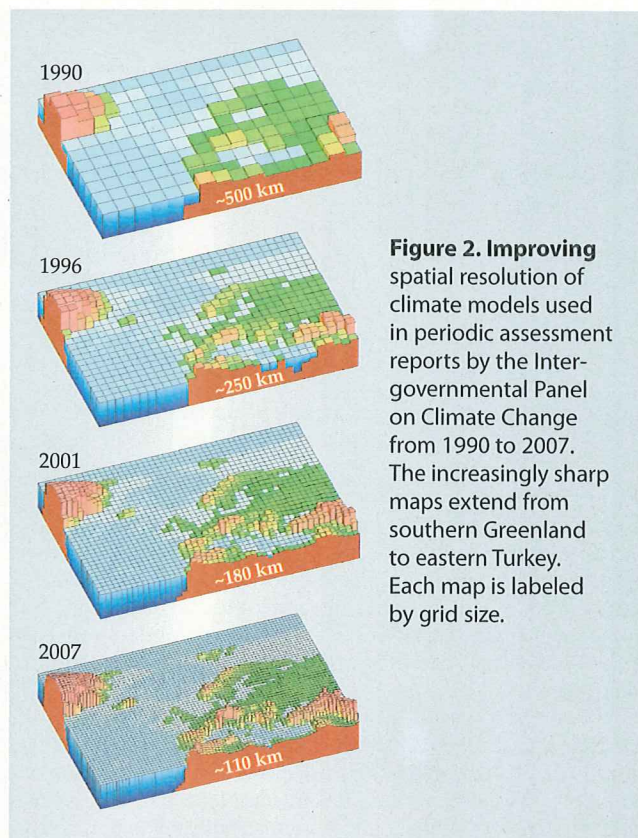 1990
~500 km
1996
~250 km
2001
~180 km
2007
~110 km
Figure 2. Improving
spatial resolution of
climate models used
in periodic assessment
reports by the Inter-
governmental Panel
on Climate Change
from 1990 to 2007.
The increasingly sharp
maps extend from
southern Greenland
to eastern Turkey.
Each map is labeled
by grid size.